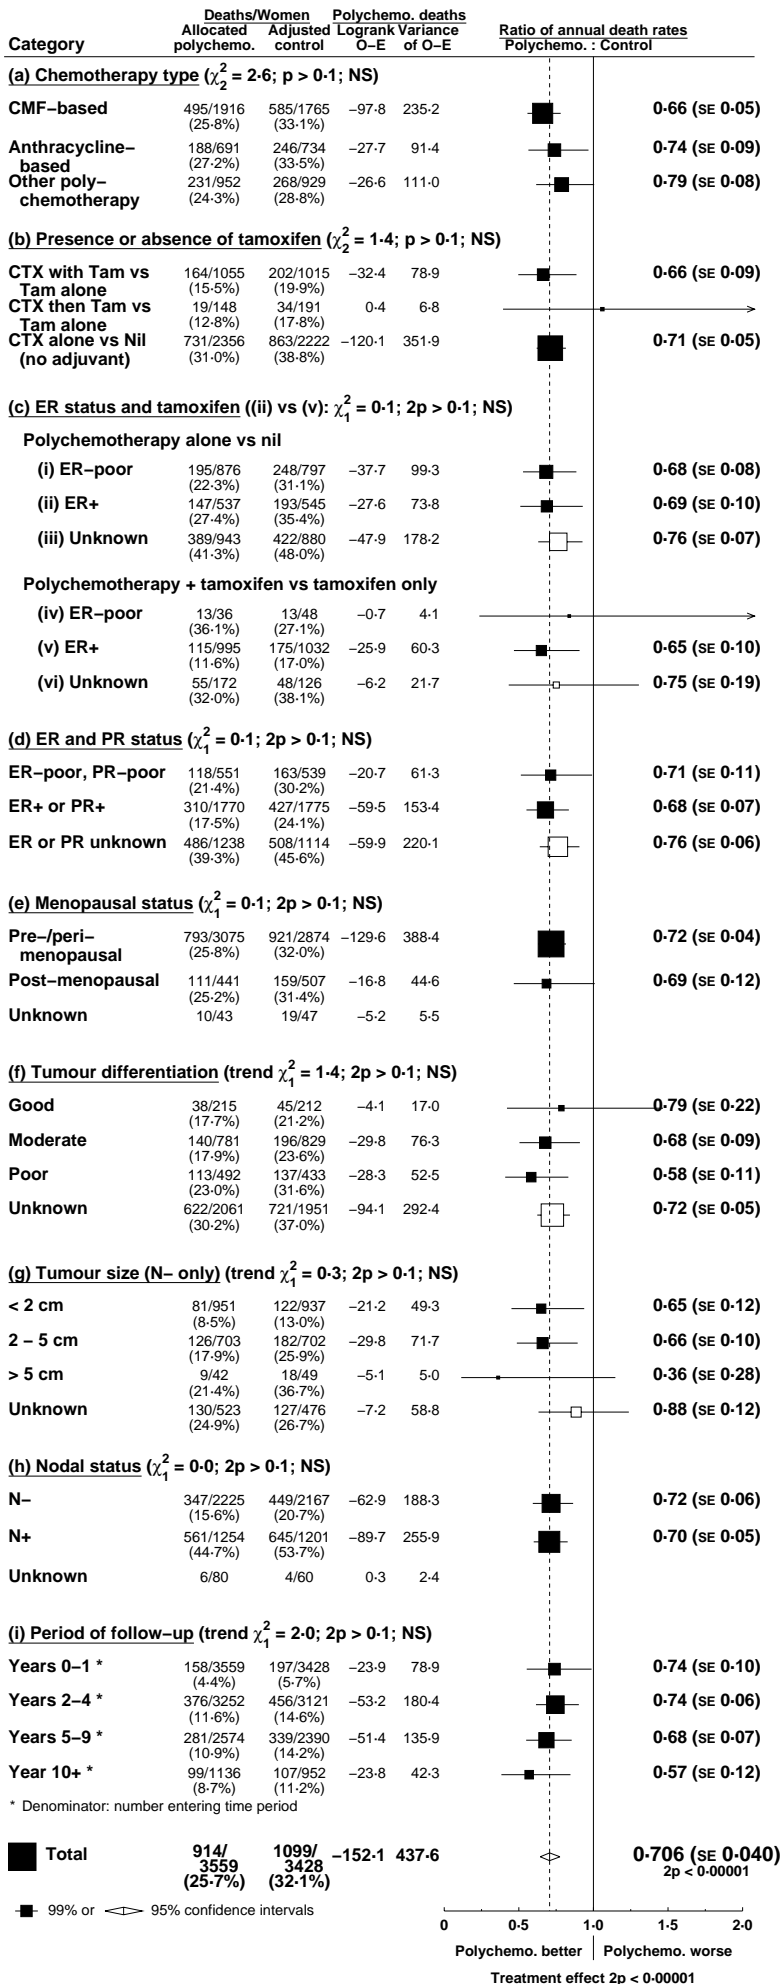 Deaths/Women Polychemo. deaths
Allocated Adjusted Logrank Variance Ratio of annual death rates
Category polychemo. control O–E of O–E Polychemo. : Control
(a) Chemotherapy type (χ²₂ = 2·6; p > 0·1; NS)
CMF–based 495/1916 585/1765 –97·8 235·2 0·66 (SE 0·05)
(25·8%) (33·1%)
Anthracycline– 188/691 246/734 –27·7 91·4 0·74 (SE 0·09)
based (27·2%) (33·5%)
Other poly– 231/952 268/929 –26·6 111·0 0·79 (SE 0·08)
chemotherapy (24·3%) (28·8%)
(b) Presence or absence of tamoxifen (χ²₂ = 1·4; p > 0·1; NS)
CTX with Tam vs 164/1055 202/1015 –32·4 78·9 0·66 (SE 0·09)
Tam alone (15·5%) (19·9%)
CTX then Tam vs 19/148 34/191 0·4 6·8
Tam alone (12·8%) (17·8%)
CTX alone vs Nil 731/2356 863/2222 –120·1 351·9 0·71 (SE 0·05)
(no adjuvant) (31·0%) (38·8%)
(c) ER status and tamoxifen ((ii) vs (v): χ²₁ = 0·1; 2p > 0·1; NS)
Polychemotherapy alone vs nil
(i) ER–poor 195/876 248/797 –37·7 99·3 0·68 (SE 0·08)
(22·3%) (31·1%)
(ii) ER+ 147/537 193/545 –27·6 73·8 0·69 (SE 0·10)
(27·4%) (35·4%)
(iii) Unknown 389/943 422/880 –47·9 178·2 0·76 (SE 0·07)
(41·3%) (48·0%)
Polychemotherapy + tamoxifen vs tamoxifen only
(iv) ER–poor 13/36 13/48 –0·7 4·1
(36·1%) (27·1%)
(v) ER+ 115/995 175/1032 –25·9 60·3 0·65 (SE 0·10)
(11·6%) (17·0%)
(vi) Unknown 55/172 48/126 –6·2 21·7 0·75 (SE 0·19)
(32·0%) (38·1%)
(d) ER and PR status (χ²₁ = 0·1; 2p > 0·1; NS)
ER–poor, PR–poor 118/551 163/539 –20·7 61·3 0·71 (SE 0·11)
(21·4%) (30·2%)
ER+ or PR+ 310/1770 427/1775 –59·5 153·4 0·68 (SE 0·07)
(17·5%) (24·1%)
ER or PR unknown 486/1238 508/1114 –59·9 220·1 0·76 (SE 0·06)
(39·3%) (45·6%)
(e) Menopausal status (χ²₁ = 0·1; 2p > 0·1; NS)
Pre–/peri– 793/3075 921/2874 –129·6 388·4 0·72 (SE 0·04)
menopausal (25·8%) (32·0%)
Post–menopausal 111/441 159/507 –16·8 44·6 0·69 (SE 0·12)
(25·2%) (31·4%)
Unknown 10/43 19/47 –5·2 5·5
(f) Tumour differentiation (trend χ²₁ = 1·4; 2p > 0·1; NS)
Good 38/215 45/212 –4·1 17·0 0·79 (SE 0·22)
(17·7%) (21·2%)
Moderate 140/781 196/829 –29·8 76·3 0·68 (SE 0·09)
(17·9%) (23·6%)
Poor 113/492 137/433 –28·3 52·5 0·58 (SE 0·11)
(23·0%) (31·6%)
Unknown 622/2061 721/1951 –94·1 292·4 0·72 (SE 0·05)
(30·2%) (37·0%)
(g) Tumour size (N– only) (trend χ²₁ = 0·3; 2p > 0·1; NS)
< 2 cm 81/951 122/937 –21·2 49·3 0·65 (SE 0·12)
(8·5%) (13·0%)
2 – 5 cm 126/703 182/702 –29·8 71·7 0·66 (SE 0·10)
(17·9%) (25·9%)
> 5 cm 9/42 18/49 –5·1 5·0 0·36 (SE 0·28)
(21·4%) (36·7%)
Unknown 130/523 127/476 –7·2 58·8 0·88 (SE 0·12)
(24·9%) (26·7%)
(h) Nodal status (χ²₁ = 0·0; 2p > 0·1; NS)
N– 347/2225 449/2167 –62·9 188·3 0·72 (SE 0·06)
(15·6%) (20·7%)
N+ 561/1254 645/1201 –89·7 255·9 0·70 (SE 0·05)
(44·7%) (53·7%)
Unknown 6/80 4/60 0·3 2·4
(i) Period of follow–up (trend χ²₁ = 2·0; 2p > 0·1; NS)
Years 0–1 * 158/3559 197/3428 –23·9 78·9 0·74 (SE 0·10)
(4·4%) (5·7%)
Years 2–4 * 376/3252 456/3121 –53·2 180·4 0·74 (SE 0·06)
(11·6%) (14·6%)
Years 5–9 * 281/2574 339/2390 –51·4 135·9 0·68 (SE 0·07)
(10·9%) (14·2%)
Year 10+ * 99/1136 107/952 –23·8 42·3 0·57 (SE 0·12)
(8·7%) (11·2%)
* Denominator: number entering time period
Total 914/ 1099/ –152·1 437·6 0·706 (SE 0·040)
3559 3428 2p < 0·00001
(25·7%) (32·1%)
99% or 95% confidence intervals
0 0·5 1·0 1·5 2·0
Polychemo. better Polychemo. worse
Treatment effect 2p < 0·00001